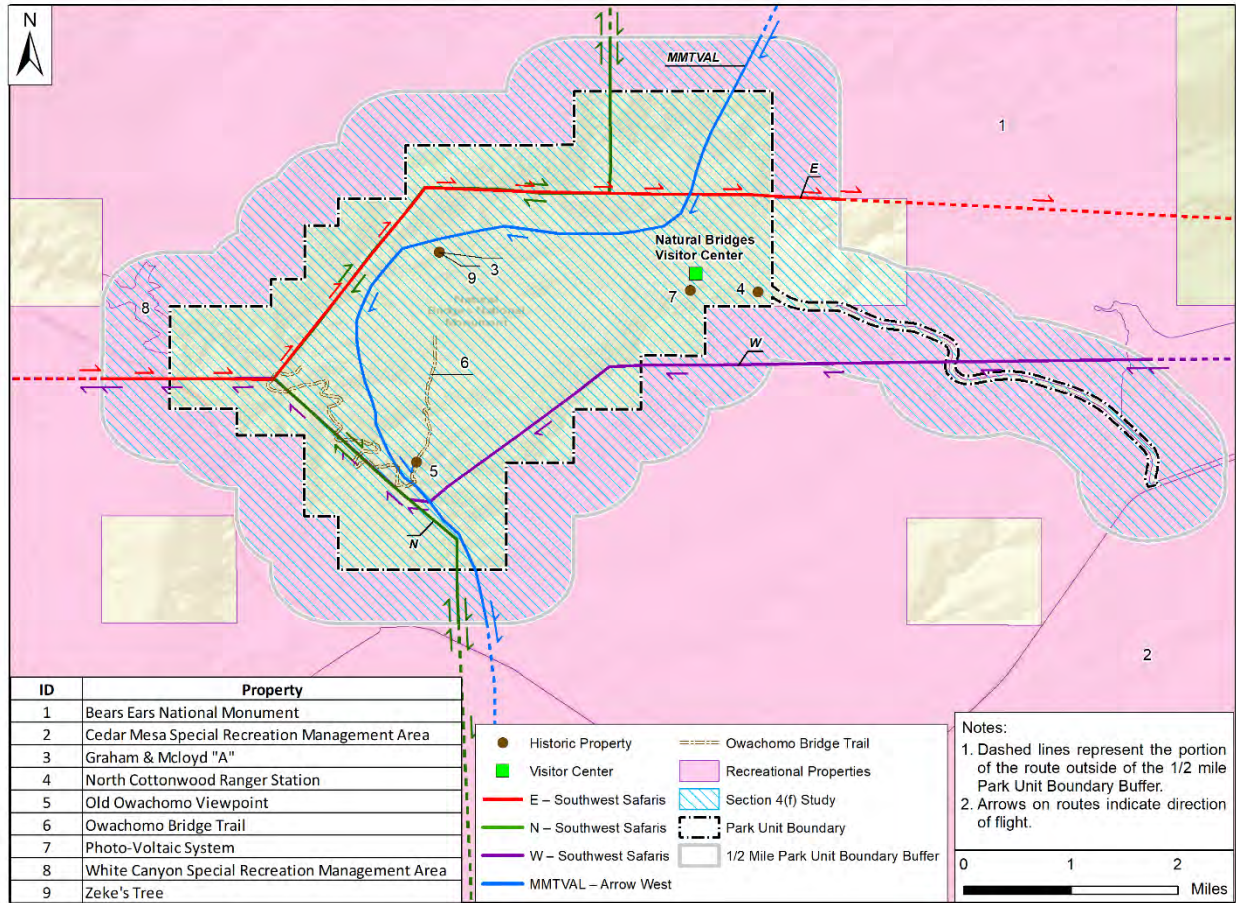 N
MMTVAL
1
E
Natural Bridges
Visitor Center
9
3
7
4
8
Natural
Bridges National
Monument
6
W
5
N
2
ID Property
1 Bears Ears National Monument
2 Cedar Mesa Special Recreation Management Area
3 Graham & Mcloyd "A"
4 North Cottonwood Ranger Station
5 Old Owachomo Viewpoint
6 Owachomo Bridge Trail
7 Photo-Voltaic System
8 White Canyon Special Recreation Management Area
9 Zeke's Tree
Historic Property
Visitor Center
E – Southwest Safaris
N – Southwest Safaris
W – Southwest Safaris
MMTVAL – Arrow West
Owachomo Bridge Trail
Recreational Properties
Section 4(f) Study
Park Unit Boundary
1/2 Mile Park Unit Boundary Buffer
Notes:
1. Dashed lines represent the portion
of the route outside of the 1/2 mile
Park Unit Boundary Buffer.
2. Arrows on routes indicate direction
of flight.
0 1 2
Miles